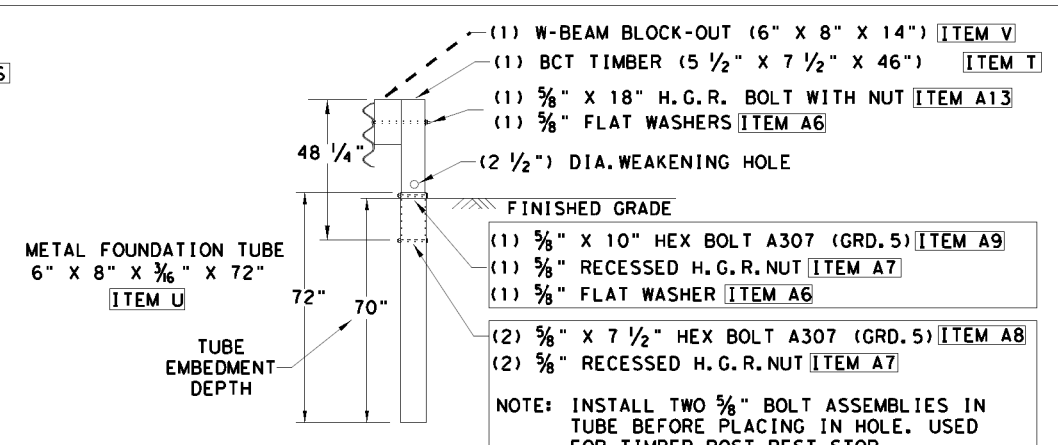 S
(1) W-BEAM BLOCK-OUT (6" X 8" X 14") ITEM V
(1) BCT TIMBER (5 1/2" X 7 1/2" X 46") ITEM T
(1) 5/8" X 18" H.G.R. BOLT WITH NUT ITEM A13
(1) 5/8" FLAT WASHERS ITEM A6
48 1/4"
(2 1/2") DIA.WEAKENING HOLE
FINISHED GRADE
METAL FOUNDATION TUBE
6" X 8" X 3/16" X 72"
ITEM U
72"
70"
TUBE
EMBEDMENT
DEPTH
(1) 5/8" X 10" HEX BOLT A307 (GRD.5) ITEM A9
(1) 5/8" RECESSED H.G.R.NUT ITEM A7
(1) 5/8" FLAT WASHER ITEM A6
(2) 5/8" X 7 1/2" HEX BOLT A307 (GRD.5) ITEM A8
(2) 5/8" RECESSED H.G.R.NUT ITEM A7
NOTE: INSTALL TWO 5/8" BOLT ASSEMBLIES IN
TUBE BEFORE PLACING IN HOLE. USED
FOR TIMBER POST REST STOP